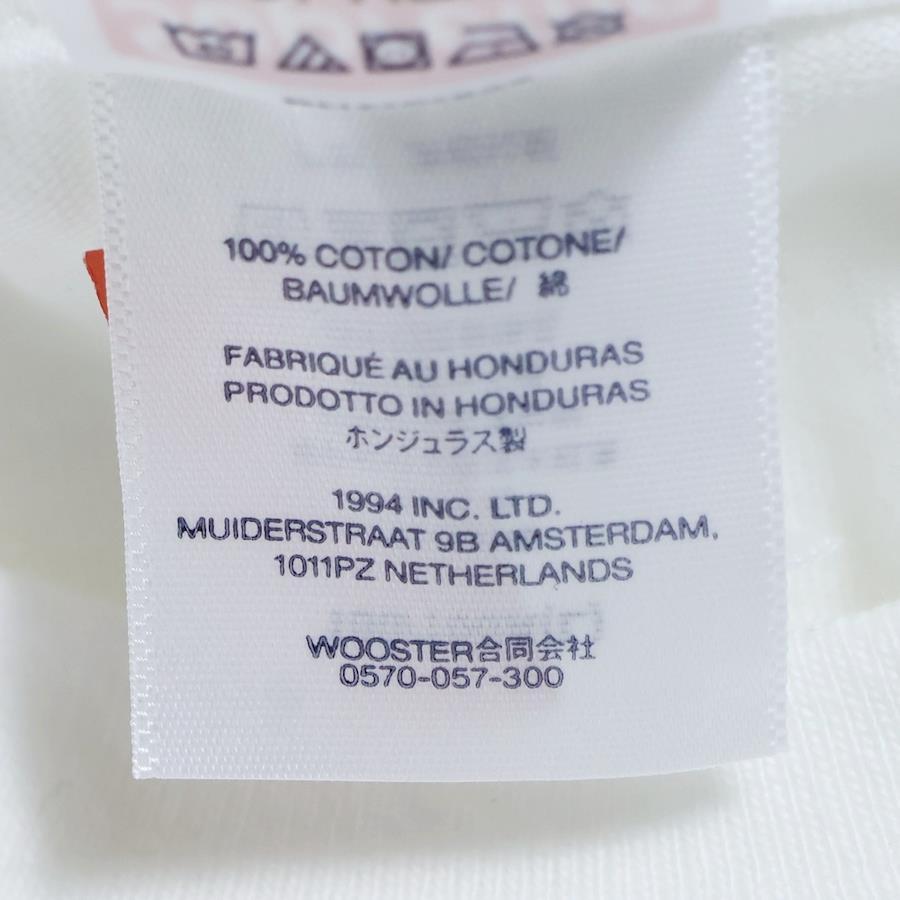 100% COTON/ COTONE/
BAUMWOLLE/ 綿
FABRIQUÉ AU HONDURAS
PRODOTTO IN HONDURAS
ホンジュラス製
1994 INC. LTD.
MUIDERSTRAAT 9B AMSTERDAM,
1011PZ NETHERLANDS
WOOSTER合同会社
0570-057-300